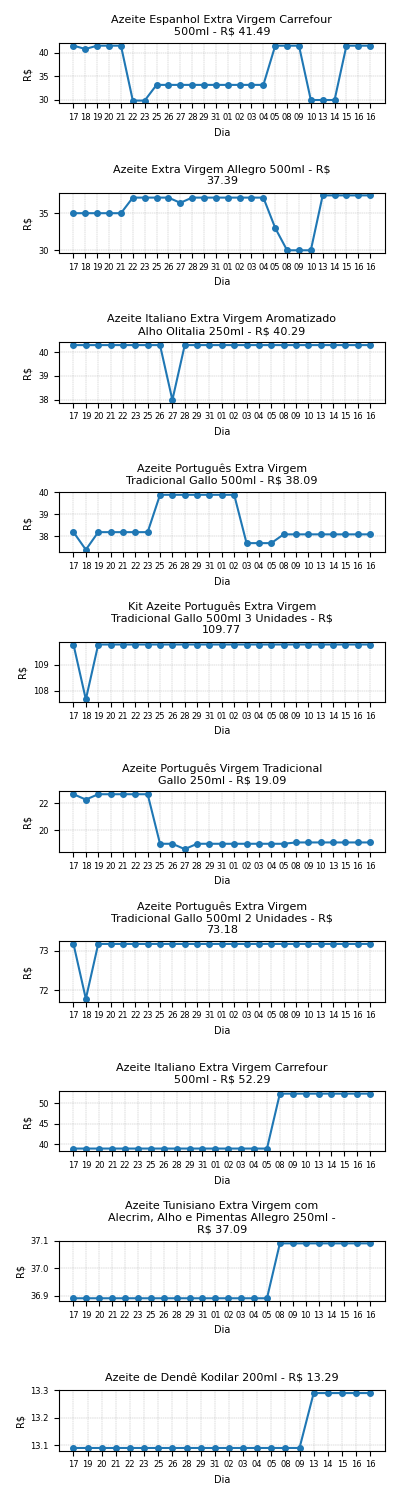 Azeite Espanhol Extra Virgem Carrefour
500ml - R$ 41.49
40
35
30
R$
17 18 19 20 21 22 23 25 26 27 28 29 31 01 02 03 04 05 08 09 10 13 14 15 16 16
Dia
Azeite Extra Virgem Allegro 500ml - R$
37.39
35
30
R$
17 18 19 20 21 22 23 25 26 27 28 29 31 01 02 03 04 05 08 09 10 13 14 15 16 16
Dia
Azeite Italiano Extra Virgem Aromatizado
Alho Olitalia 250ml - R$ 40.29
40
39
38
R$
17 18 19 20 21 22 23 25 26 27 28 29 31 01 02 03 04 05 08 09 10 13 14 15 16 16
Dia
Azeite Português Extra Virgem
Tradicional Gallo 500ml - R$ 38.09
40
39
38
R$
17 18 19 20 21 22 23 25 26 27 28 29 31 01 02 03 04 05 08 09 10 13 14 15 16 16
Dia
Kit Azeite Português Extra Virgem
Tradicional Gallo 500ml 3 Unidades - R$
109.77
109
108
R$
17 18 19 20 21 22 23 25 26 28 29 31 01 02 03 04 05 08 09 10 13 14 15 16 16
Dia
Azeite Português Virgem Tradicional
Gallo 250ml - R$ 19.09
22
20
R$
17 18 19 20 21 22 23 25 26 27 28 29 31 01 02 03 04 05 08 09 10 13 14 15 16 16
Dia
Azeite Português Extra Virgem
Tradicional Gallo 500ml 2 Unidades - R$
73.18
73
72
R$
17 18 19 20 21 22 23 25 26 27 28 29 31 01 02 03 04 05 08 09 10 13 14 15 16 16
Dia
Azeite Italiano Extra Virgem Carrefour
500ml - R$ 52.29
50
45
40
R$
17 19 20 21 22 23 25 26 27 28 29 31 01 02 03 04 05 08 09 10 13 14 15 16 16
Dia
Azeite Tunisiano Extra Virgem com
Alecrim, Alho e Pimentas Allegro 250ml -
R$ 37.09
37.1
37.0
36.9
R$
17 19 20 21 22 23 25 26 27 28 29 31 01 02 03 04 05 08 09 10 13 14 15 16 16
Dia
Azeite de Dendê Kodilar 200ml - R$ 13.29
13.3
13.2
13.1
R$
17 19 20 21 22 23 25 26 27 28 29 31 01 02 04 05 08 09 13 14 15 16 16
Dia